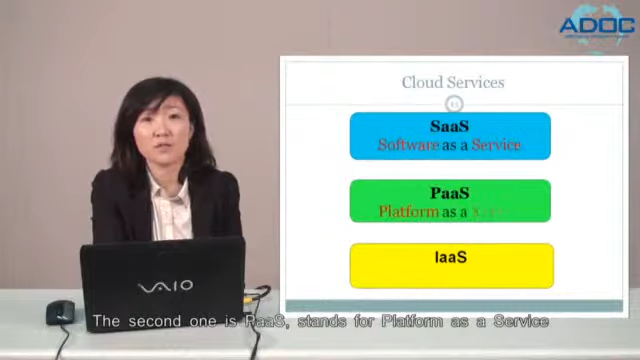 ADOC
Cloud Services
SaaS
Software as a Service
PaaS
Platform as a
IaaS
VAIO
The second one is PaaS, stands for Platform as a Service